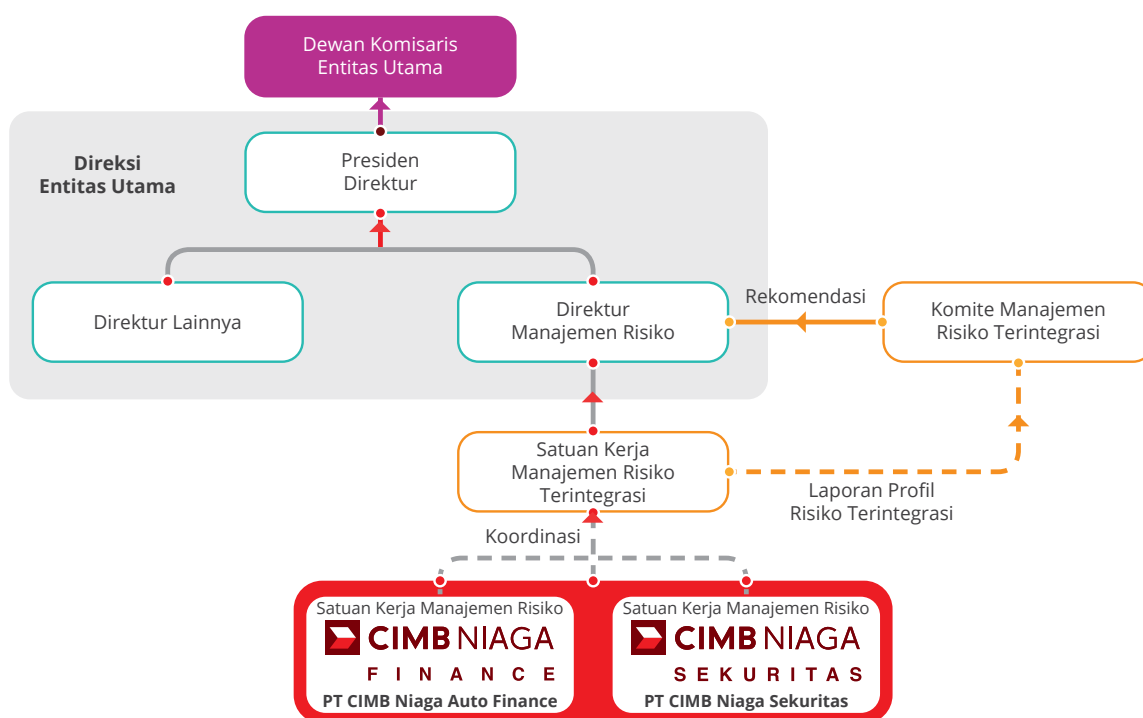 Dewan Komisaris
Entitas Utama
Direksi
Entitas Utama
Presiden
Direktur
Direktur Lainnya
Direktur
Manajemen Risiko
Rekomendasi
Komite Manajemen
Risiko Terintegrasi
Satuan Kerja
Manajemen Risiko
Terintegrasi
Laporan Profil
Risiko Terintegrasi
Koordinasi
Satuan Kerja Manajemen Risiko
CIMB NIAGA
FINANCE
PT CIMB Niaga Auto Finance
Satuan Kerja Manajemen Risiko
CIMB NIAGA
SEKURITAS
PT CIMB Niaga Sekuritas